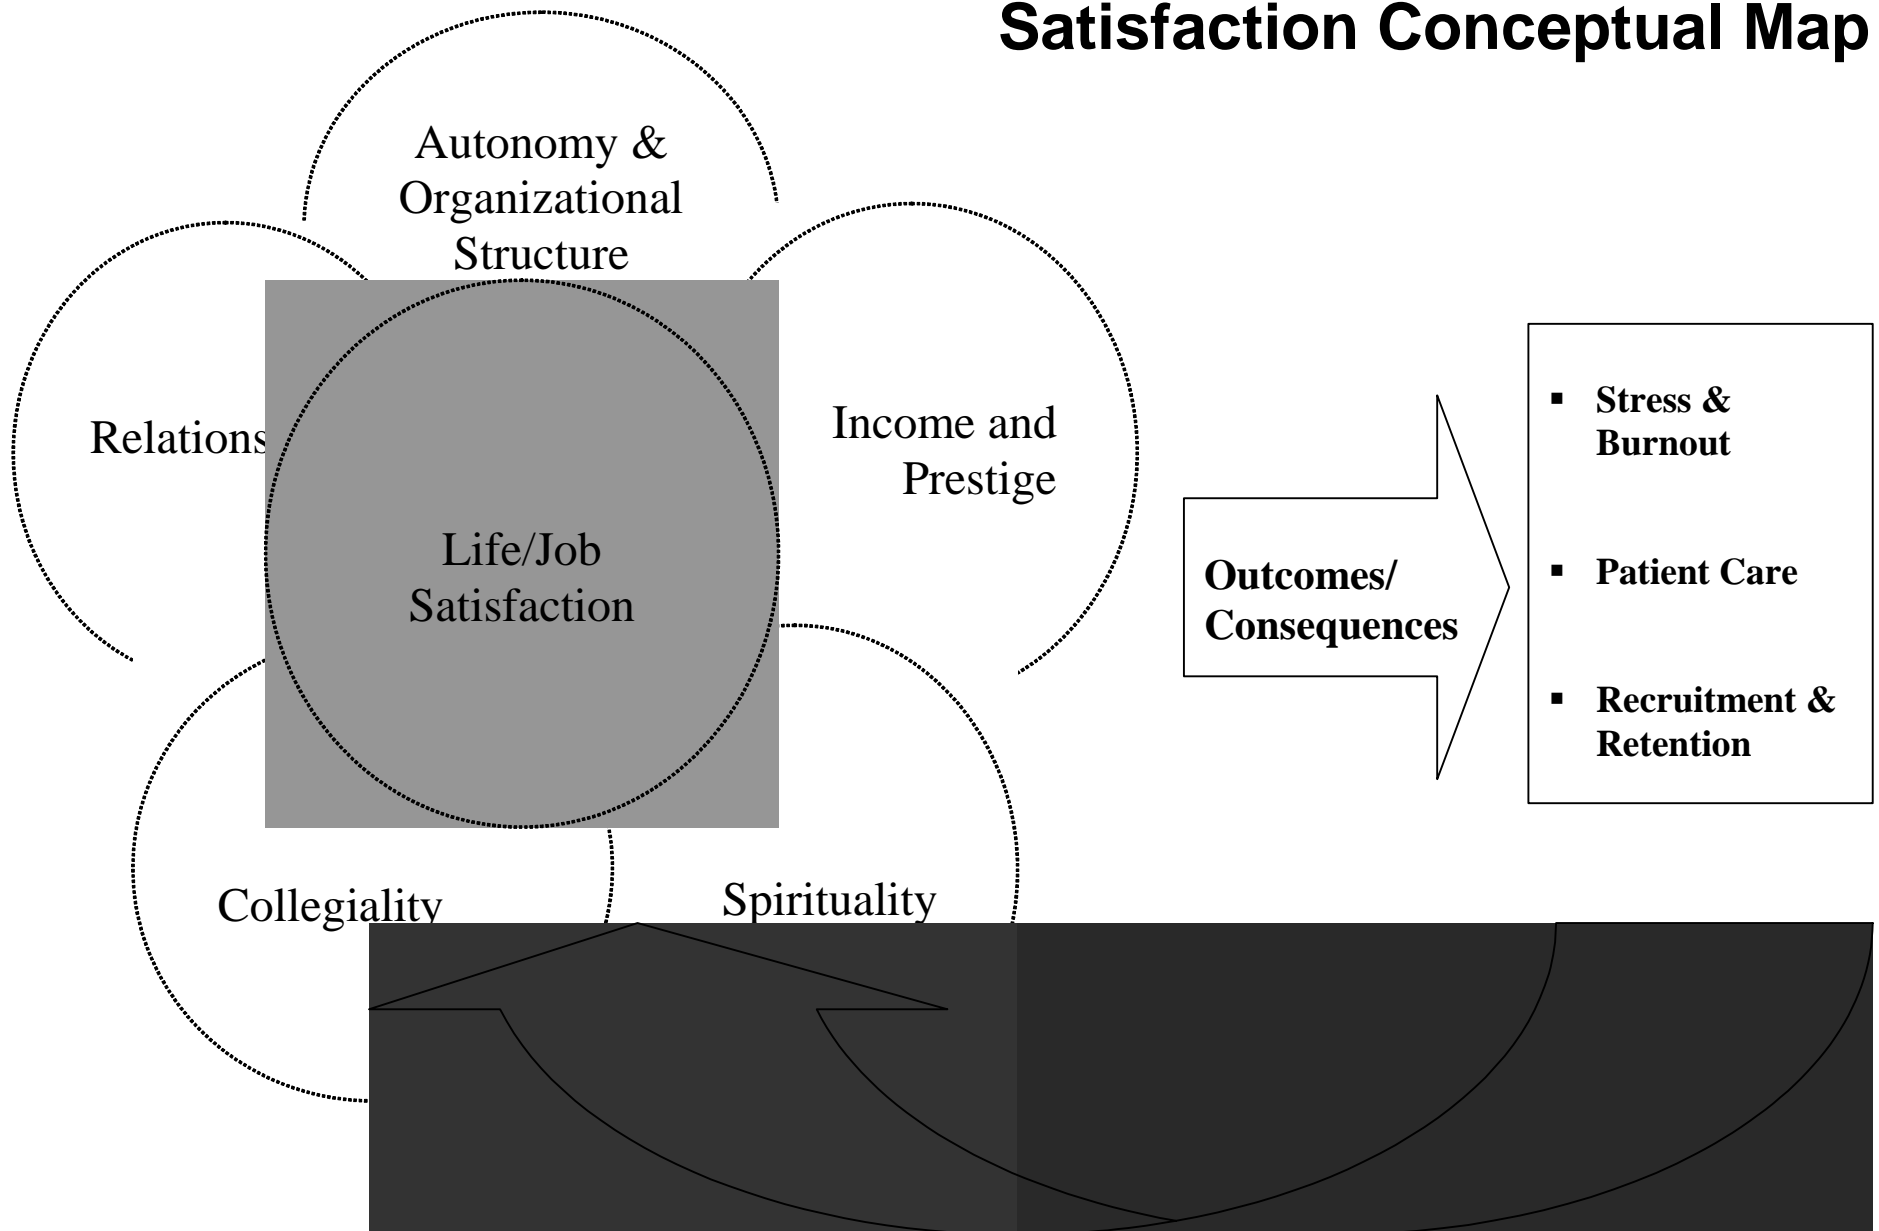 Satisfaction Conceptual Map
Autonomy &
Organizational
Structure
Relations
Income and
Prestige
Life/Job
Satisfaction
Collegiality
Spirituality
Outcomes/
Consequences
▪ Stress &
Burnout
▪ Patient Care
▪ Recruitment &
Retention